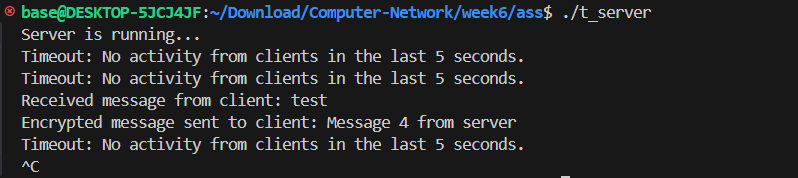 base@DESKTOP-5JCJ4JF:~/Download/Computer-Network/week6/ass$ ./t_server
Server is running...
Timeout: No activity from clients in the last 5 seconds.
Timeout: No activity from clients in the last 5 seconds.
Received message from client: test
Encrypted message sent to client: Message 4 from server
Timeout: No activity from clients in the last 5 seconds.
^C